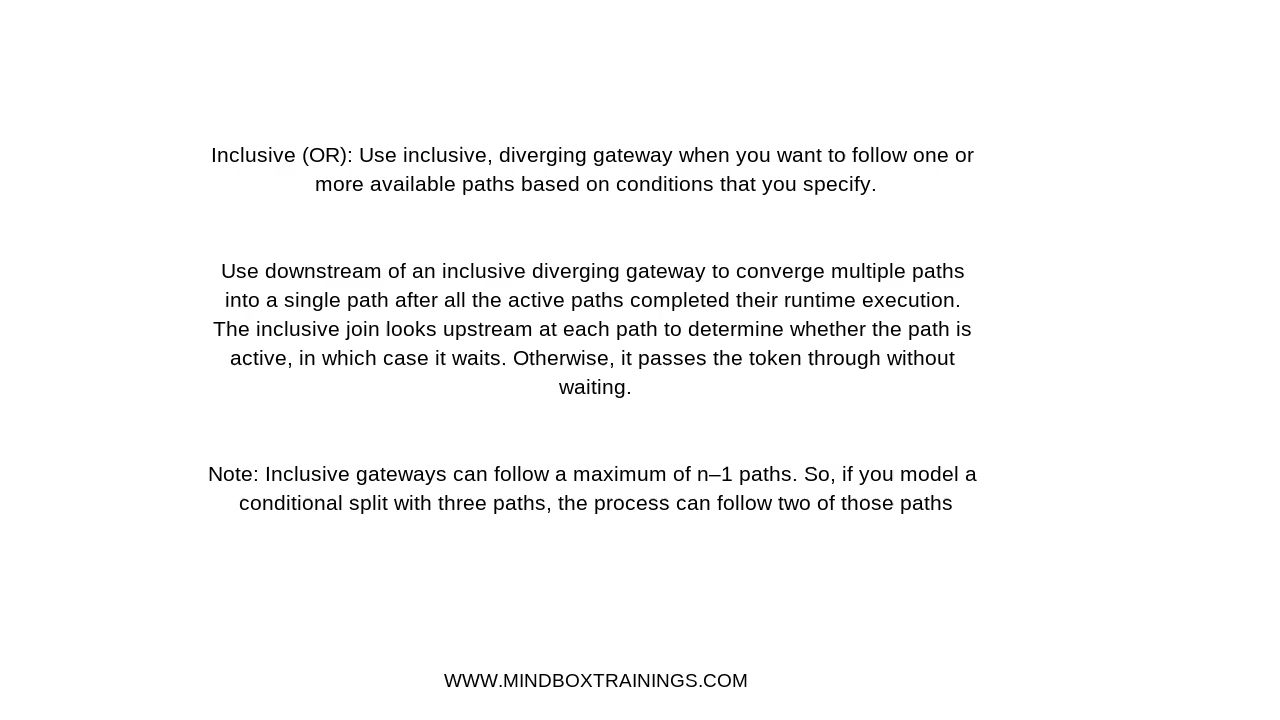 Inclusive (OR): Use inclusive, diverging gateway when you want to follow one or
more available paths based on conditions that you specify.
Use downstream of an inclusive diverging gateway to converge multiple paths
into a single path after all the active paths completed their runtime execution.
The inclusive join looks upstream at each path to determine whether the path is
active, in which case it waits. Otherwise, it passes the token through without
waiting.
Note: Inclusive gateways can follow a maximum of n–1 paths. So, if you model a
conditional split with three paths, the process can follow two of those paths
WWW.MINDBOXTRAININGS.COM